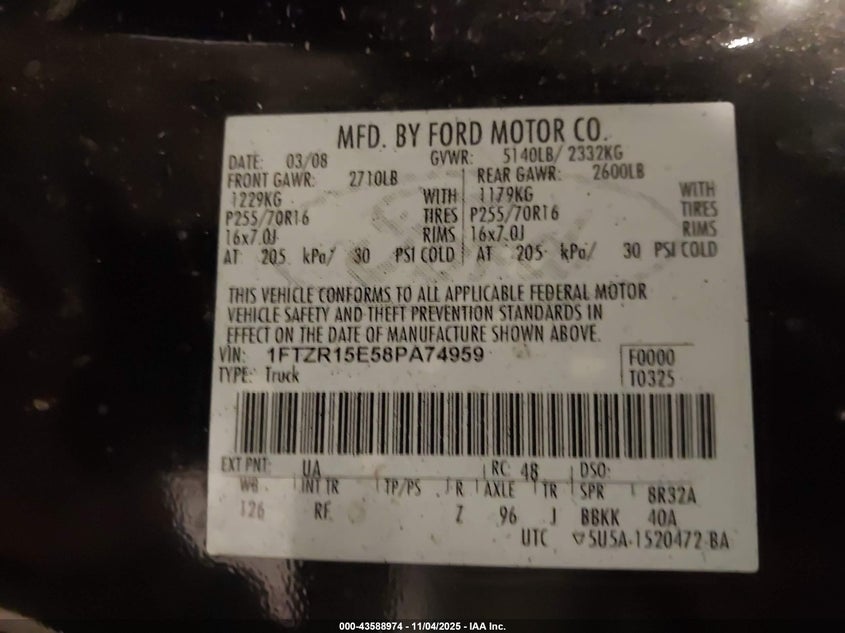 MFD. BY FORD MOTOR CO.
DATE: 03/08 GVWR: 5140LB/ 2332KG
FRONT GAWR: 2710LB REAR GAWR: 2600LB
1229KG WITH 1179KG WITH
P255/70R16 TIRES P255/70R16 TIRES
16x7.0J RIMS 16x7.0J RIMS
AT 205 kPa/ 30 PSI COLD AT 205 kPa/ 30 PSI COLD
THIS VEHICLE CONFORMS TO ALL APPLICABLE FEDERAL MOTOR
VEHICLE SAFETY AND THEFT PREVENTION STANDARDS IN
EFFECT ON THE DATE OF MANUFACTURE SHOWN ABOVE.
VIN: 1FTZR15E58PA74959 F0000
TYPE: Truck T0325
EXT PNT: UA RC: 48 DSO:
WB INT TR TP/PS R AXLE TR SPR 8R32A
126 RF Z 96 J BBKK 40A
UTC 5U5A-1520472-BA
000-43588974 - 11/04/2025 - IAA Inc.